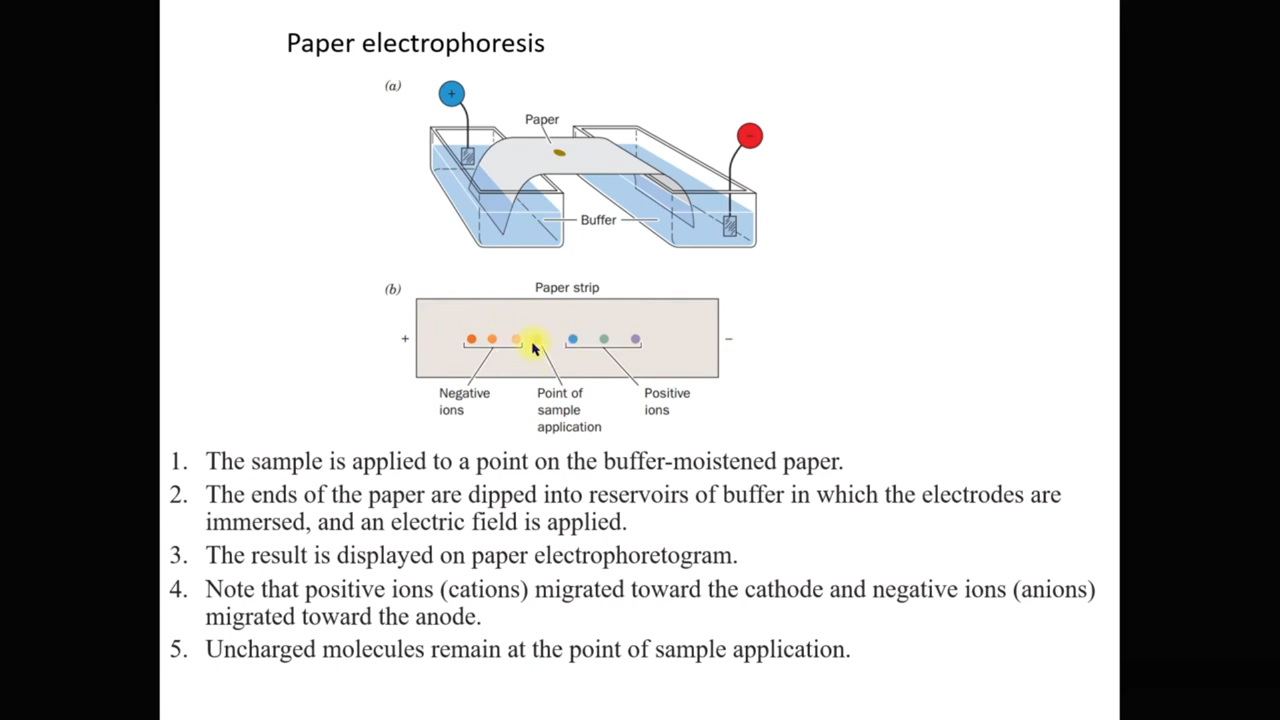 Paper electrophoresis
(a)
+
Paper
-
Buffer
(b)
Paper strip
+
–
Negative
ions
Point of
sample
application
Positive
ions
1. The sample is applied to a point on the buffer-moistened paper.
2. The ends of the paper are dipped into reservoirs of buffer in which the electrodes are
immersed, and an electric field is applied.
3. The result is displayed on paper electrophoretogram.
4. Note that positive ions (cations) migrated toward the cathode and negative ions (anions)
migrated toward the anode.
5. Uncharged molecules remain at the point of sample application.